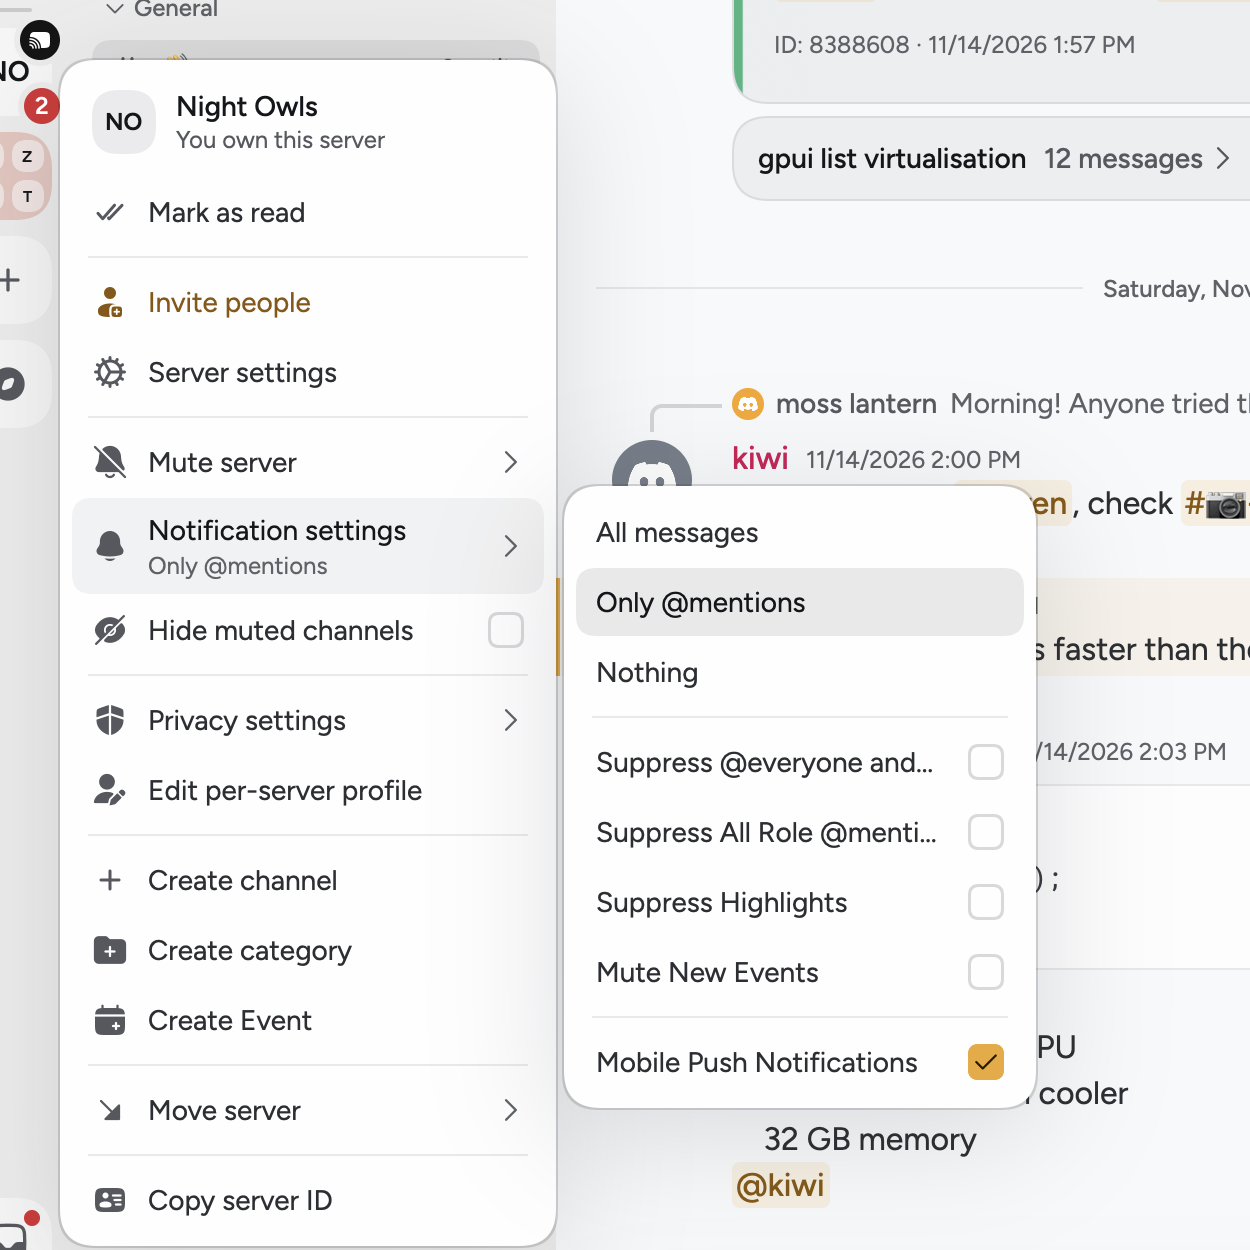 General
NO
2
Z
T
Night Owls
You own this server
NO
Mark as read
Invite people
Server settings
Mute server
Notification settings
Only @mentions
Hide muted channels
Privacy settings
Edit per-server profile
Create channel
Create category
Create Event
Move server
Copy server ID
All messages
Only @mentions
Nothing
Suppress @everyone and...
Suppress All Role @menti...
Suppress Highlights
Mute New Events
Mobile Push Notifications
ID: 8388608 · 11/14/2026 1:57 PM
gpui list virtualisation 12 messages
Saturday, Nov
moss lantern Morning! Anyone tried
kiwi 11/14/2026 2:00 PM
en, check #
faster than the
/14/2026 2:03 PM
);
PU
cooler
32 GB memory
@kiwi